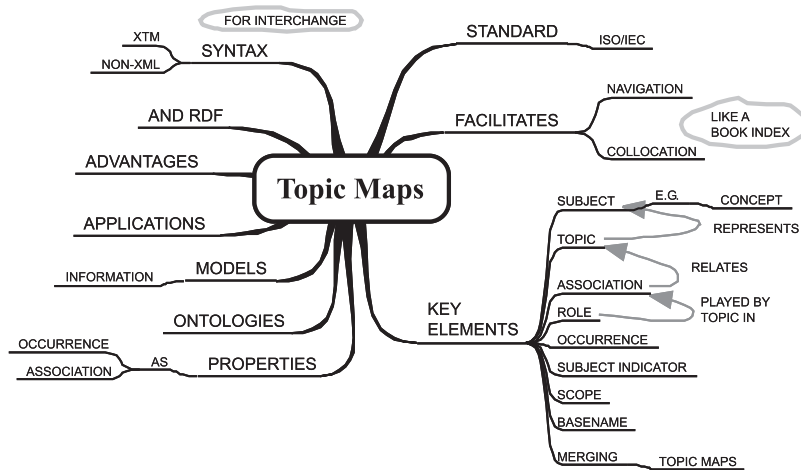 FOR INTERCHANGE
XTM
NON-XML
SYNTAX
AND RDF
ADVANTAGES
APPLICATIONS
INFORMATION
MODELS
ONTOLOGIES
OCCURRENCE
ASSOCIATION
AS
PROPERTIES
Topic Maps
STANDARD
ISO/IEC
FACILITATES
NAVIGATION
COLLOCATION
LIKE A
BOOK INDEX
KEY
ELEMENTS
SUBJECT
E.G.
CONCEPT
REPRESENTS
TOPIC
RELATES
ASSOCIATION
PLAYED BY
TOPIC IN
ROLE
OCCURRENCE
SUBJECT INDICATOR
SCOPE
BASENAME
MERGING
TOPIC MAPS